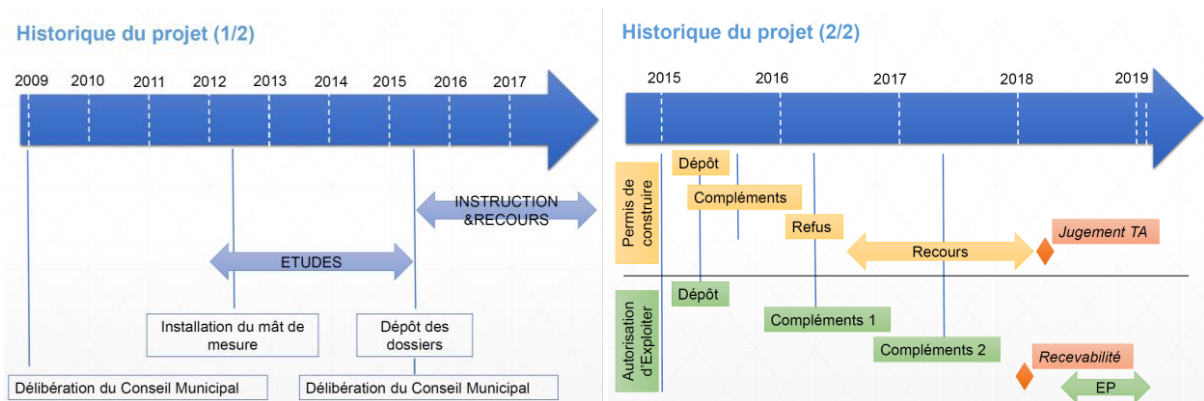 Historique du projet (1/2)
2009 2010 2011 2012 2013 2014 2015 2016 2017
INSTRUCTION
&RECOURS
ETUDES
Installation du mât de
mesure
Dépôt des
dossiers
Délibération du Conseil Municipal
Délibération du Conseil Municipal
Historique du projet (2/2)
2015 2016 2017 2018 2019
Permis de
construire
Dépôt
Compléments
Refus
Recours
Jugement TA
Autorisation
d'Exploiter
Dépôt
Compléments 1
Compléments 2
Recevabilité
EP